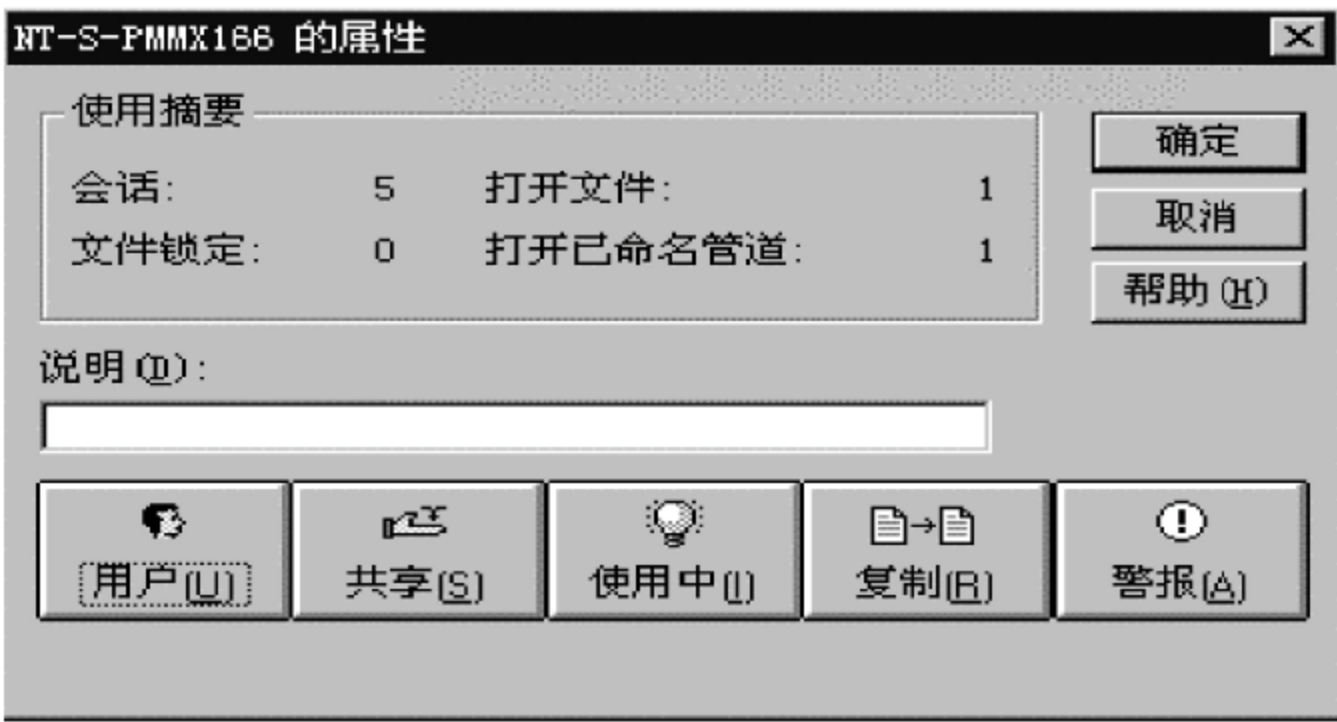 NT-S-PMMX166 的属性
使用摘要
确定
会话: 5 打开文件: 1
取消
文件锁定: 0 打开已命名管道: 1
帮助(H)
说明(D):
用户(U) 共享(S) 使用中(I) 复制(R) 警报(A)